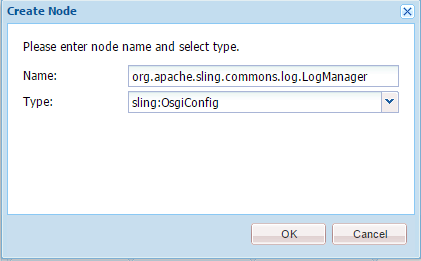 Create Node
Please enter node name and select type.
Name: org.apache.sling.commons.log.LogManager
Type: sling:OsgiConfig
OK Cancel